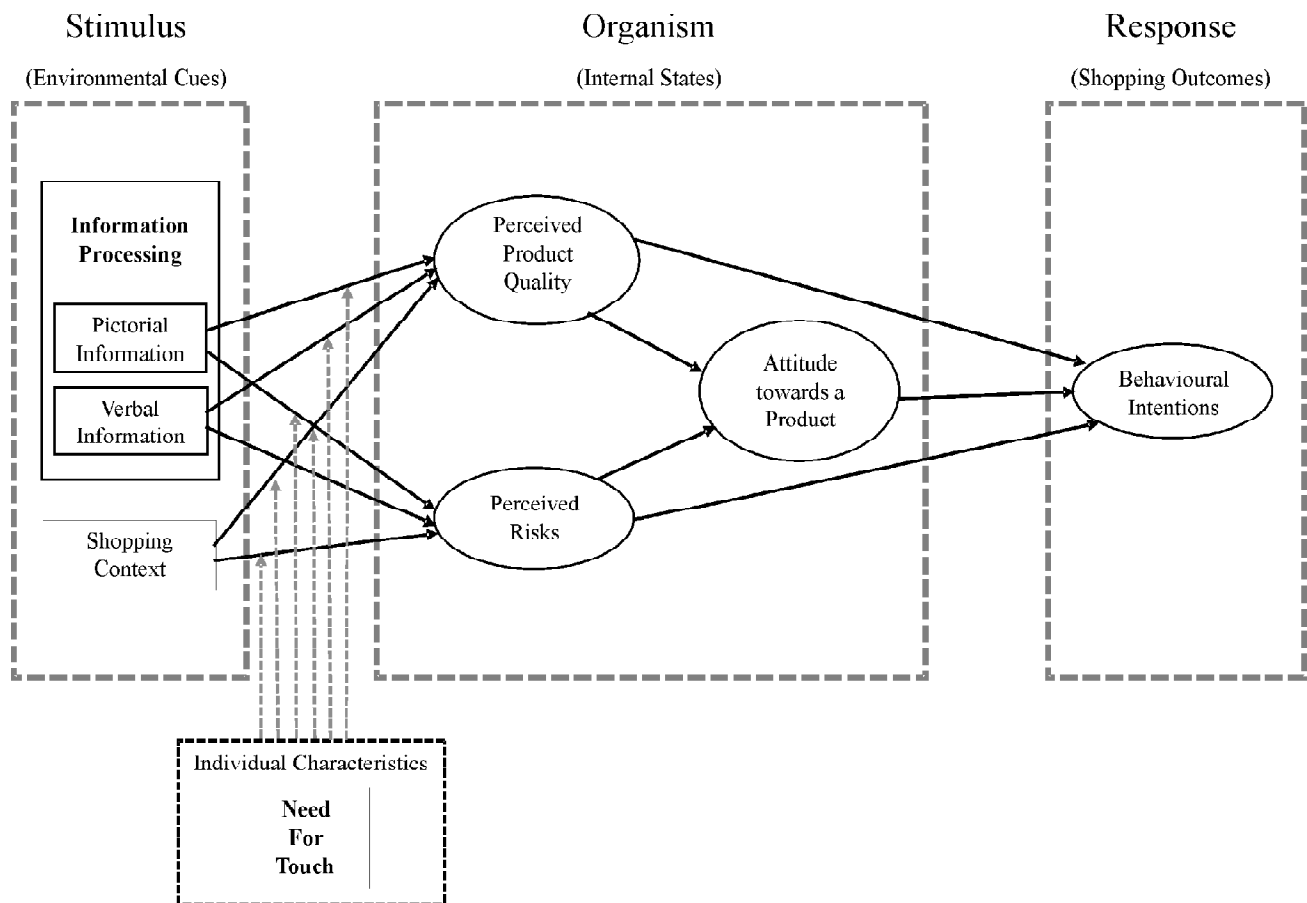 Stimulus
(Environmental Cues)
Organism
(Internal States)
Response
(Shopping Outcomes)
Information
Processing
Pictorial
Information
Verbal
Information
Shopping
Context
Perceived
Product
Quality
Perceived
Risks
Attitude
towards a
Product
Behavioural
Intentions
Individual Characteristics
Need
For
Touch